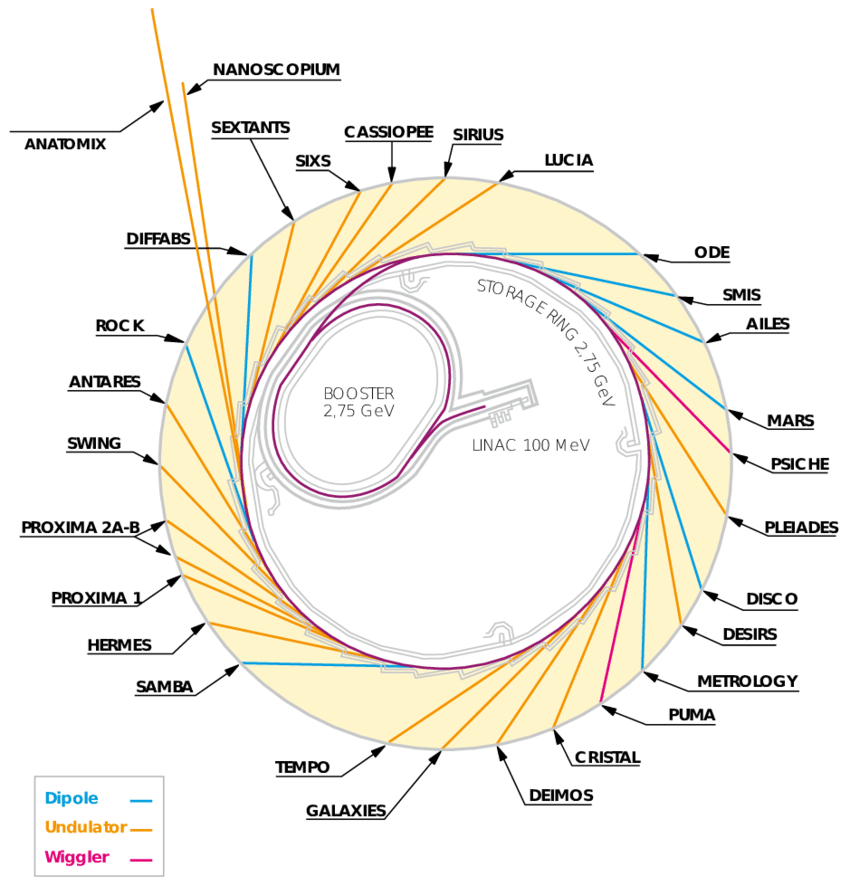 NANOSCOPIUM
ANATOMIX
SEXTANTS
SIXS
CASSIOPEE
SIRIUS
LUCIA
DIFFABS
ODE
SMIS
AILES
ROCK
ANTARES
SWING
PROXIMA 2A-B
PROXIMA 1
HERMES
SAMBA
STORAGE RING 2,75 GeV
BOOSTER
2,75 GeV
LINAC 100 MeV
MARS
PSICHE
PLEIADES
DISCO
DESIRS
METROLOGY
PUMA
CRISTAL
DEIMOS
GALAXIES
TEMPO
Dipole
Undulator
Wiggler